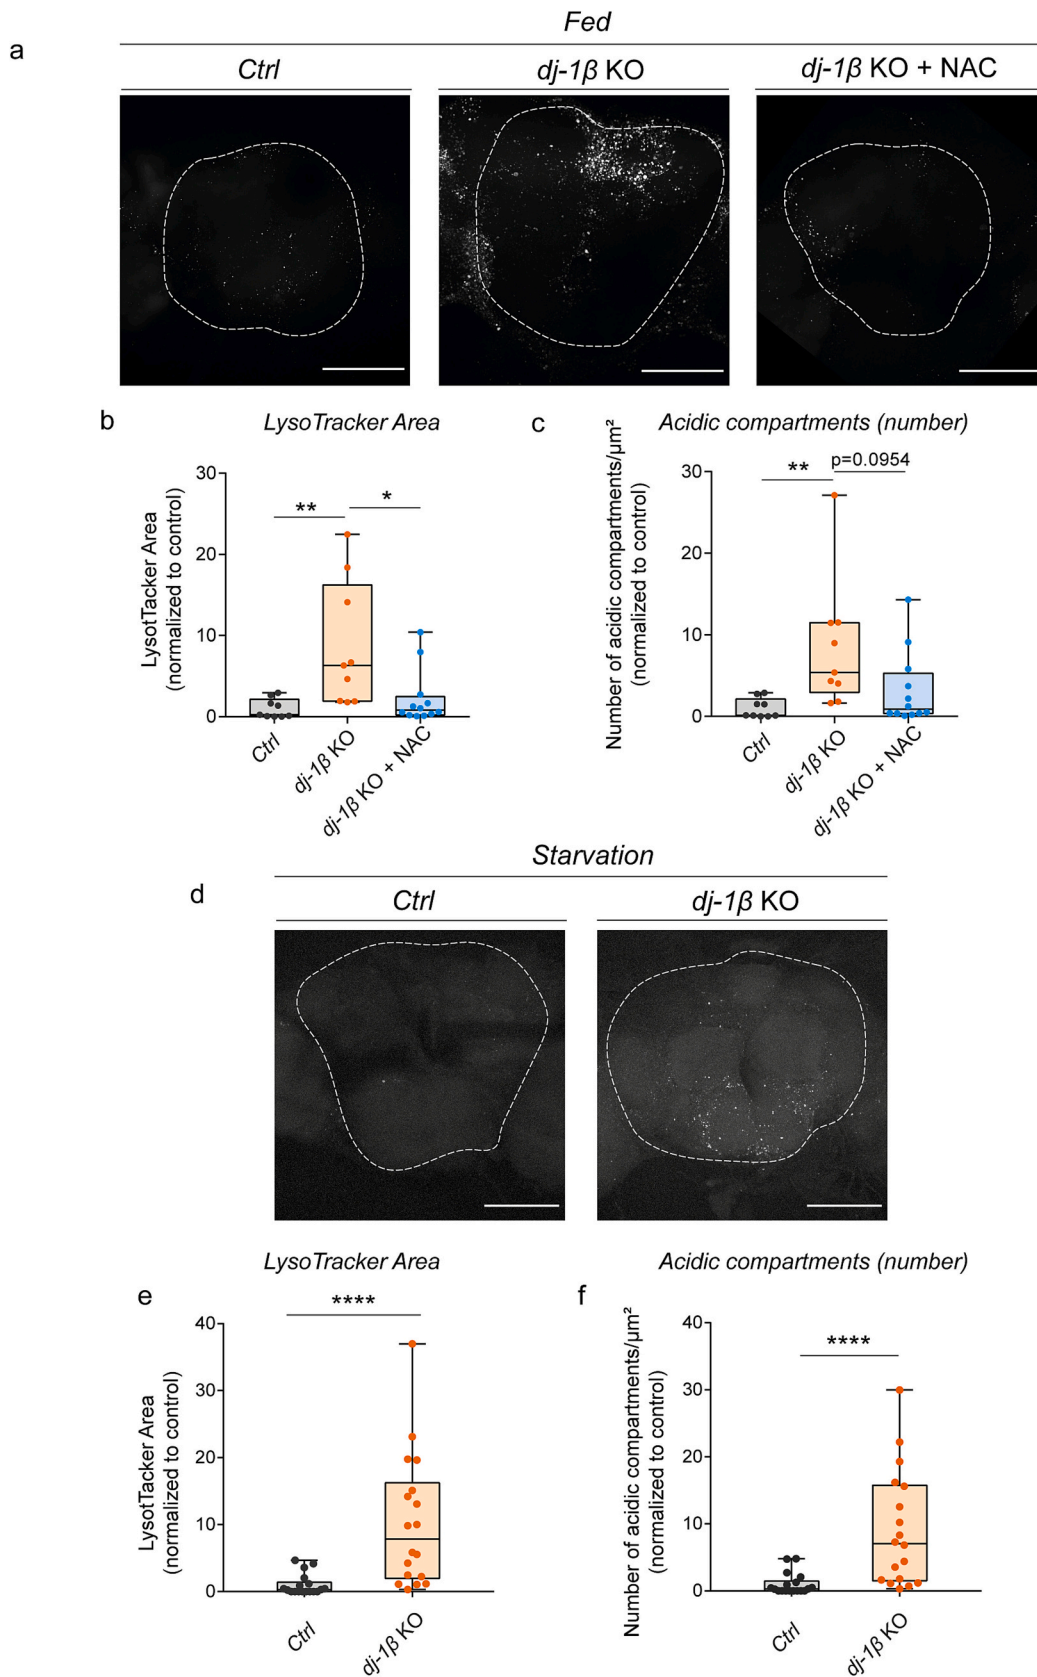 Fed
a
Ctrl
dj-1β KO
dj-1β KO + NAC
b
LysoTracker Area
LysotTacker Area
(normalized to control)
30
20
10
0
**
*
Ctrl
dj-1β KO
dj-1β KO + NAC
c
Acidic compartments (number)
Number of acidic compartments/µm²
(normalized to control)
30
20
10
0
**
p=0.0954
Ctrl
dj-1β KO
dj-1β KO + NAC
Starvation
d
Ctrl
dj-1β KO
LysoTracker Area
e
LysotTacker Area
(normalized to control)
40
30
20
10
0
****
Ctrl
dj-1β KO
Acidic compartments (number)
f
Number of acidic compartments/µm²
(normalized to control)
40
30
20
10
0
****
Ctrl
dj-1β KO